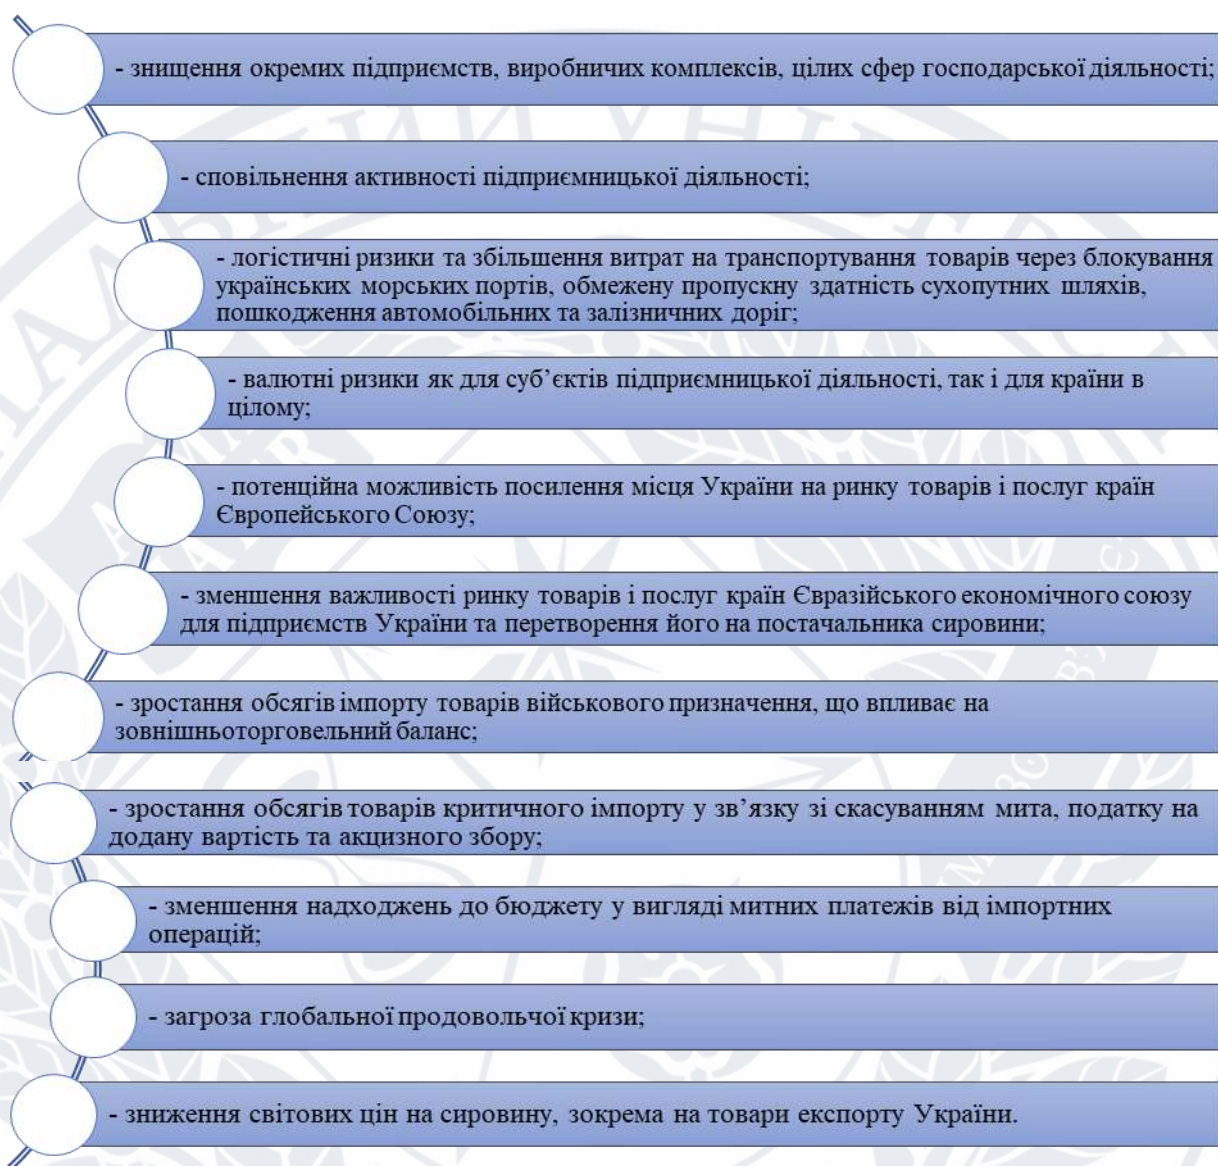 - знищення окремих підприємств, виробничих комплексів, цілих сфер господарської діяльності;
- сповільнення активності підприємницької діяльності;
- логістичні ризики та збільшення витрат на транспортування товарів через блокування
українських морських портів, обмежену пропускну здатність сухопутних шляхів,
пошкодження автомобільних та залізничних доріг;
- валютні ризики як для суб’єктів підприємницької діяльності, так і для країни в
цілому;
- потенційна можливість посилення місця України на ринку товарів і послуг країн
Європейського Союзу;
- зменшення важливості ринку товарів і послуг країн Євразійського економічного союзу
для підприємств України та перетворення його на постачальника сировини;
- зростання обсягів імпорту товарів військового призначення, що впливає на
зовнішньоторговельний баланс;
- зростання обсягів товарів критичного імпорту у зв’язку зі скасуванням мита, податку на
додану вартість та акцизного збору;
- зменшення надходжень до бюджету у вигляді митних платежів від імпортних
операцій;
- загроза глобальної продовольчої кризи;
- зниження світових цін на сировину, зокрема на товари експорту України.